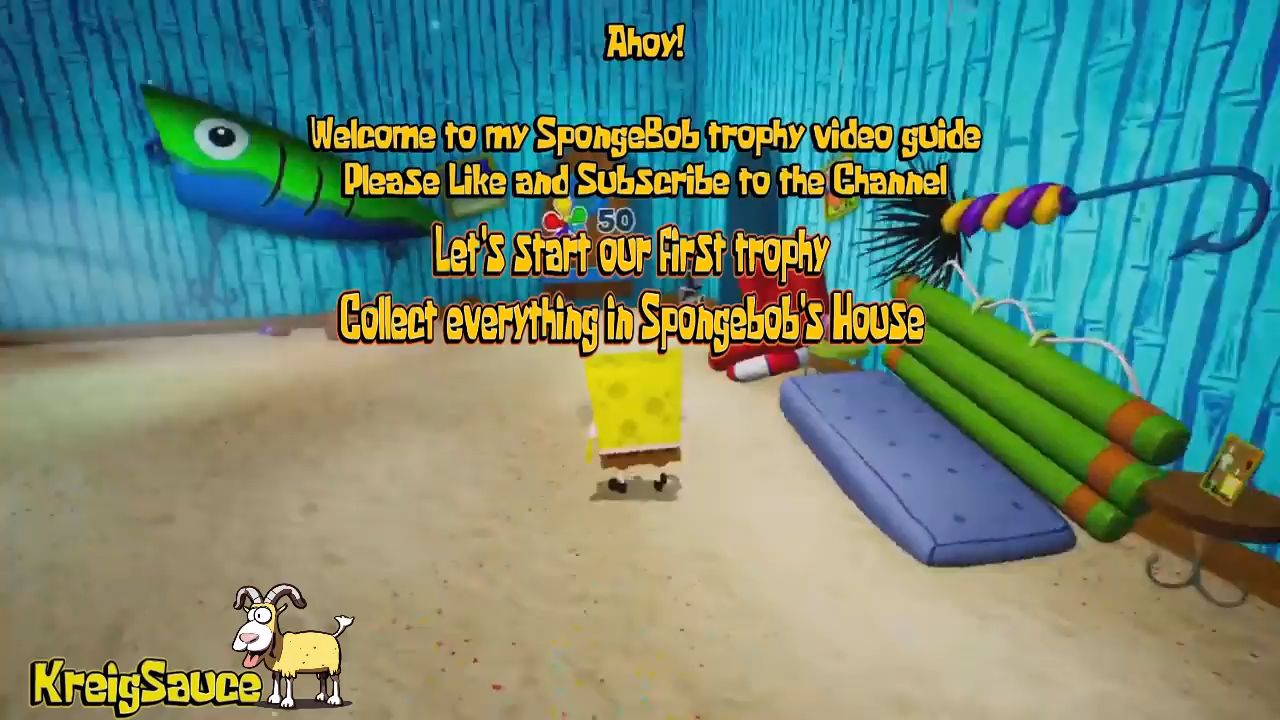 Ahoy!
Welcome to my SpongeBob trophy video guide
Please Like and Subscribe to the Channel
50
Let's start our first trophy
Collect everything in Spongebob's House
KreigSauce